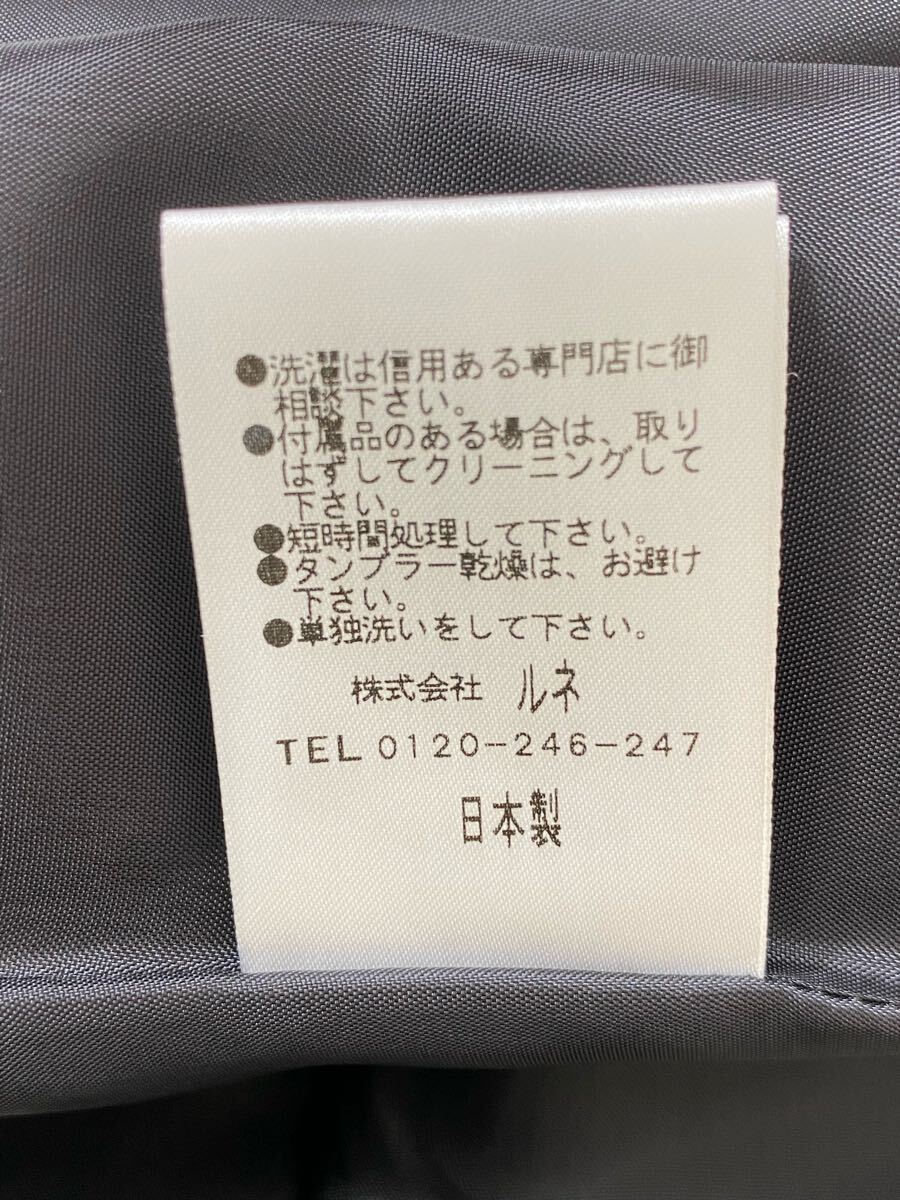 ●洗濯は信用ある専門店に御
相談下さい。
●付属品のある場合は、取り
はずしてクリーニングして
下さい。
●短時間処理して下さい。
●タンブラー乾燥は、お避け
下さい。
●単独洗いをして下さい。
株式会社 ルネ
TEL 0120-246-247
日本製